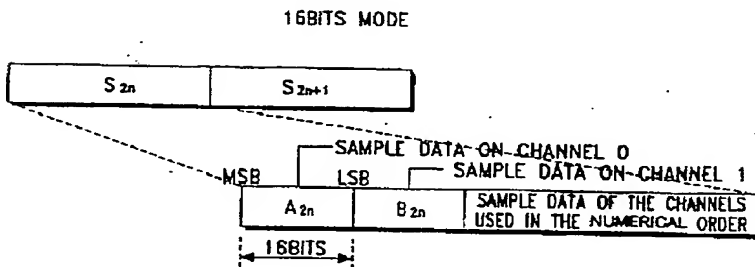 16BITS MODE
S2n S2n+1
SAMPLE DATA ON CHANNEL 0
SAMPLE DATA ON CHANNEL 1
MSB LSB
A2n B2n SAMPLE DATA OF THE CHANNELS
USED IN THE NUMERICAL ORDER
16BITS